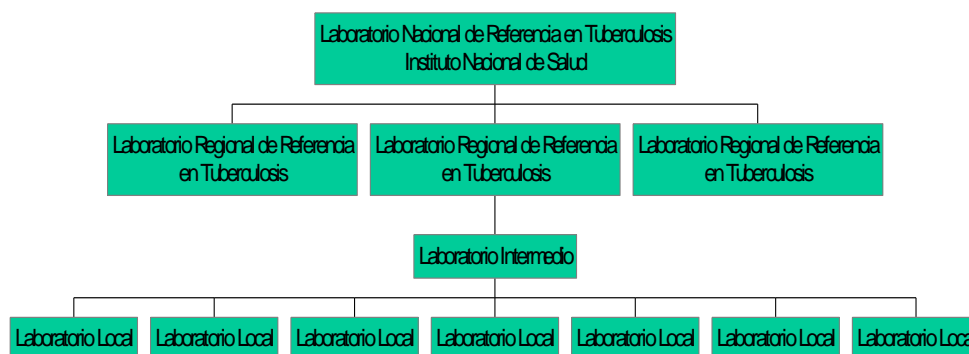 Laboratorio Nacional de Referencia en Tuberculosis
Instituto Nacional de Salud
Laboratorio Regional de Referencia
en Tuberculosis
Laboratorio Regional de Referencia
en Tuberculosis
Laboratorio Regional de Referencia
en Tuberculosis
Laboratorio Intermedio
Laboratorio Local
Laboratorio Local
Laboratorio Local
Laboratorio Local
Laboratorio Local
Laboratorio Local
Laboratorio Local